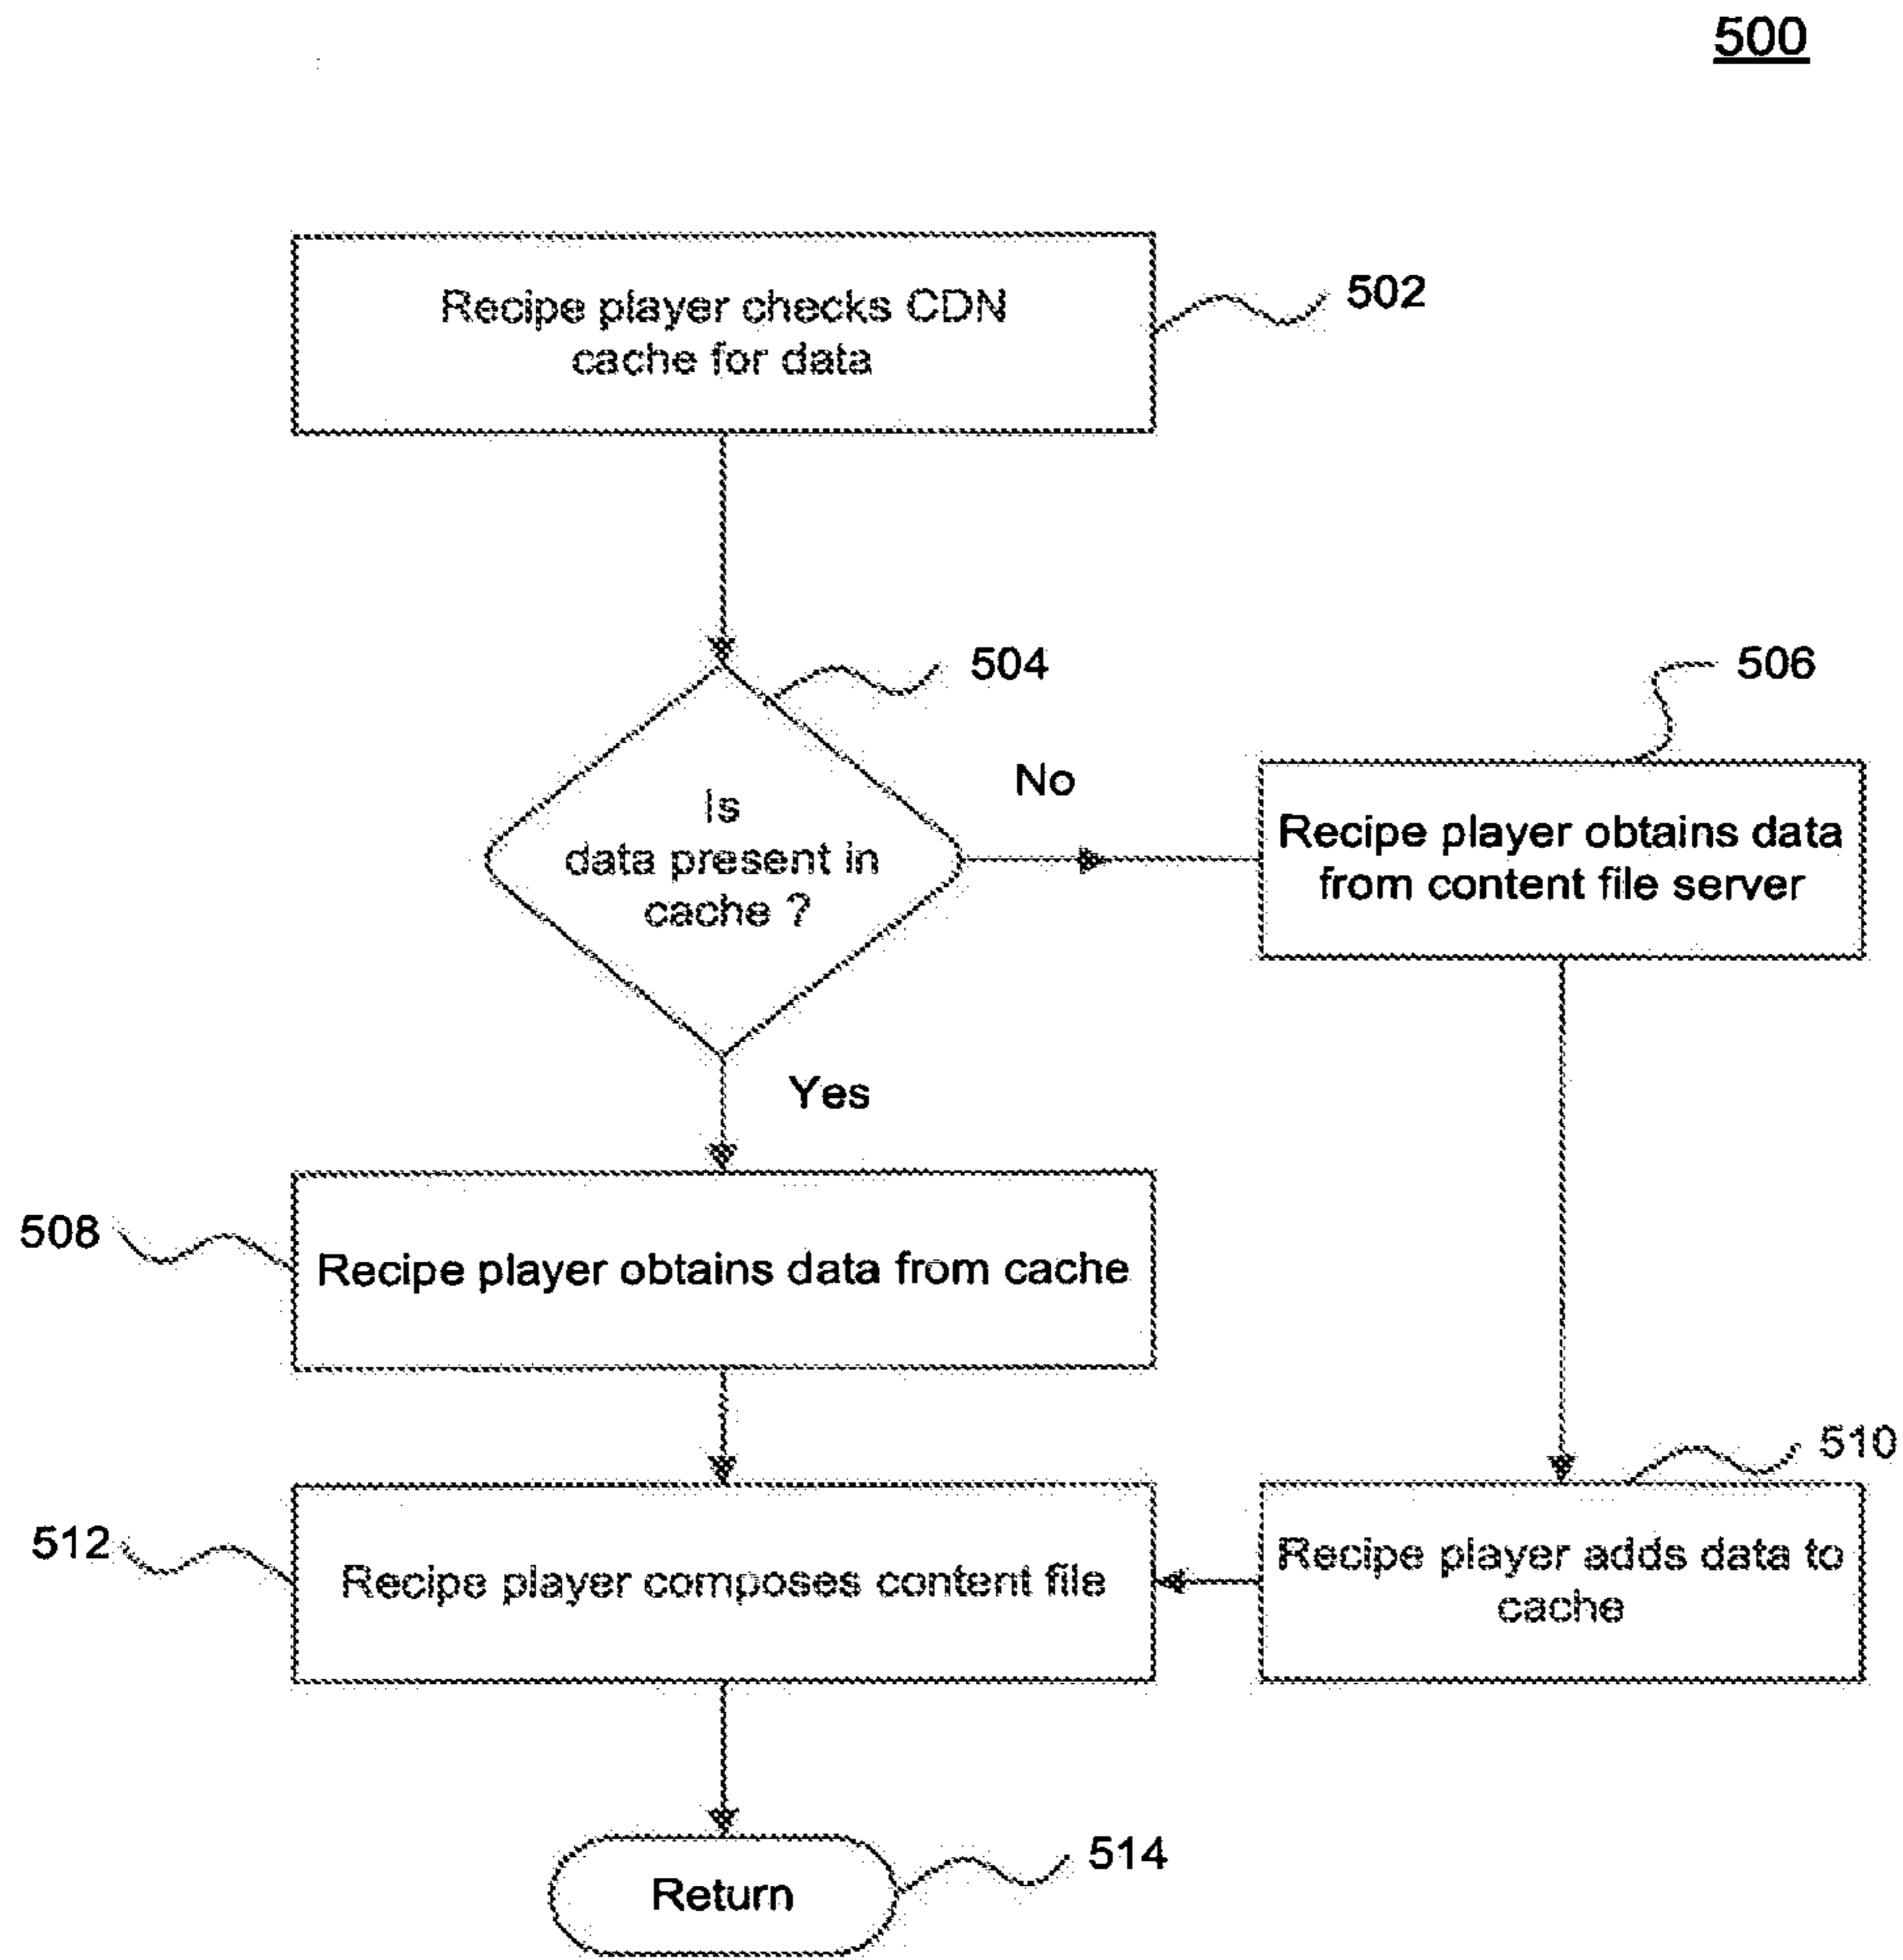 500
Recipe player checks CDN
cache for data
502
504
506
Is
data present in
cache ?
No
Recipe player obtains data
from content file server
Yes
508
Recipe player obtains data from cache
510
512
Recipe player composes content file
Recipe player adds data to
cache
514
Return